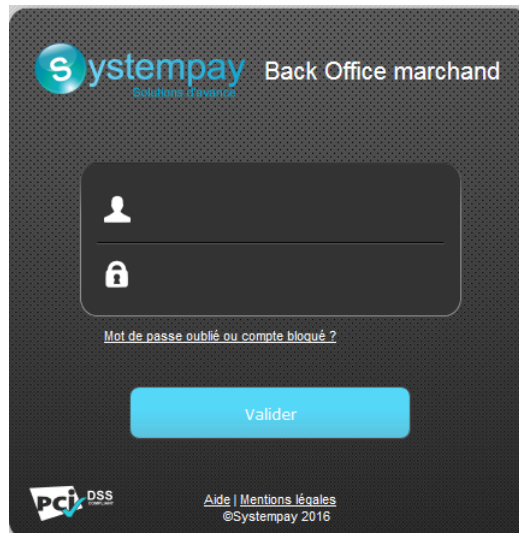 Systempay Back Office marchand
Solutions d'avance
Mot de passe oublié ou compte bloqué ?
Valider
PCI DSS
COMPLIANT
Aide | Mentions légales
©Systempay 2016